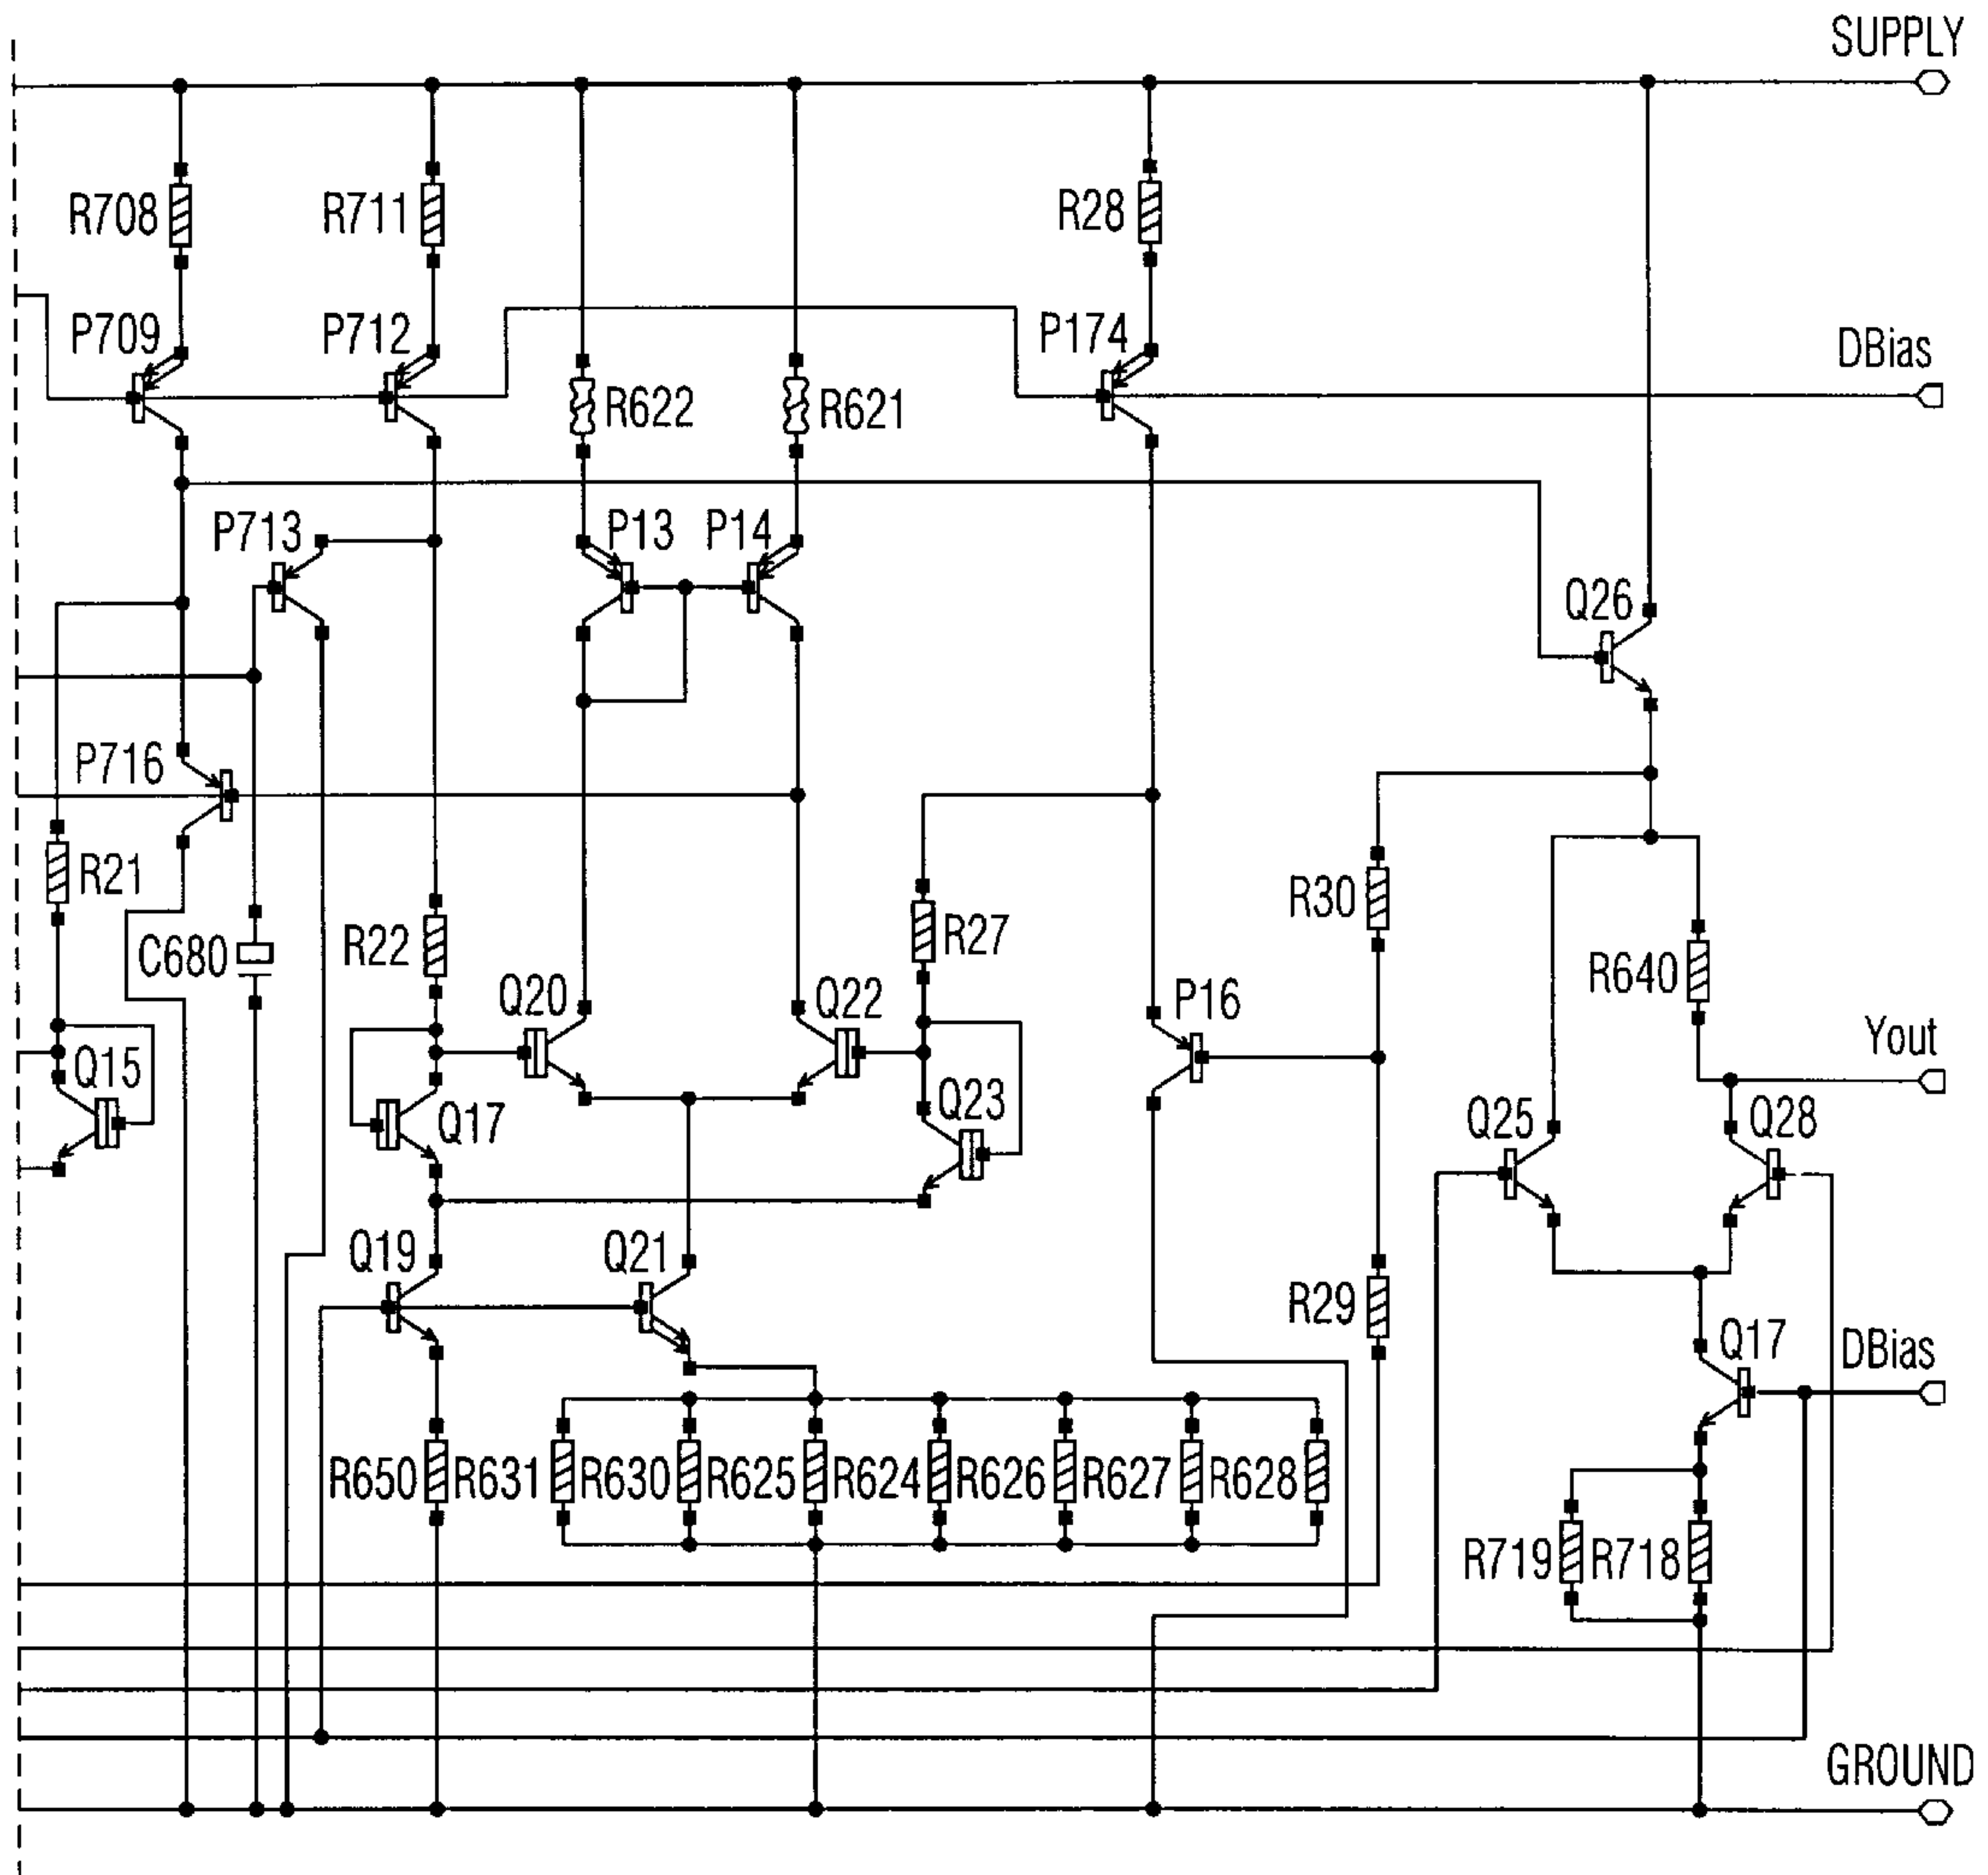 SUPPLY
R708
R711
R28
P709
P712
P174
DBias
R622
R621
P713
P13
P14
Q26
P716
R21
C680
R22
R27
R30
R640
Q20
Q22
P16
Yout
Q15
Q17
Q23
Q25
Q28
Q19
Q21
R29
Q17
DBias
R650
R631
R630
R625
R624
R626
R627
R628
R719
R718
GROUND